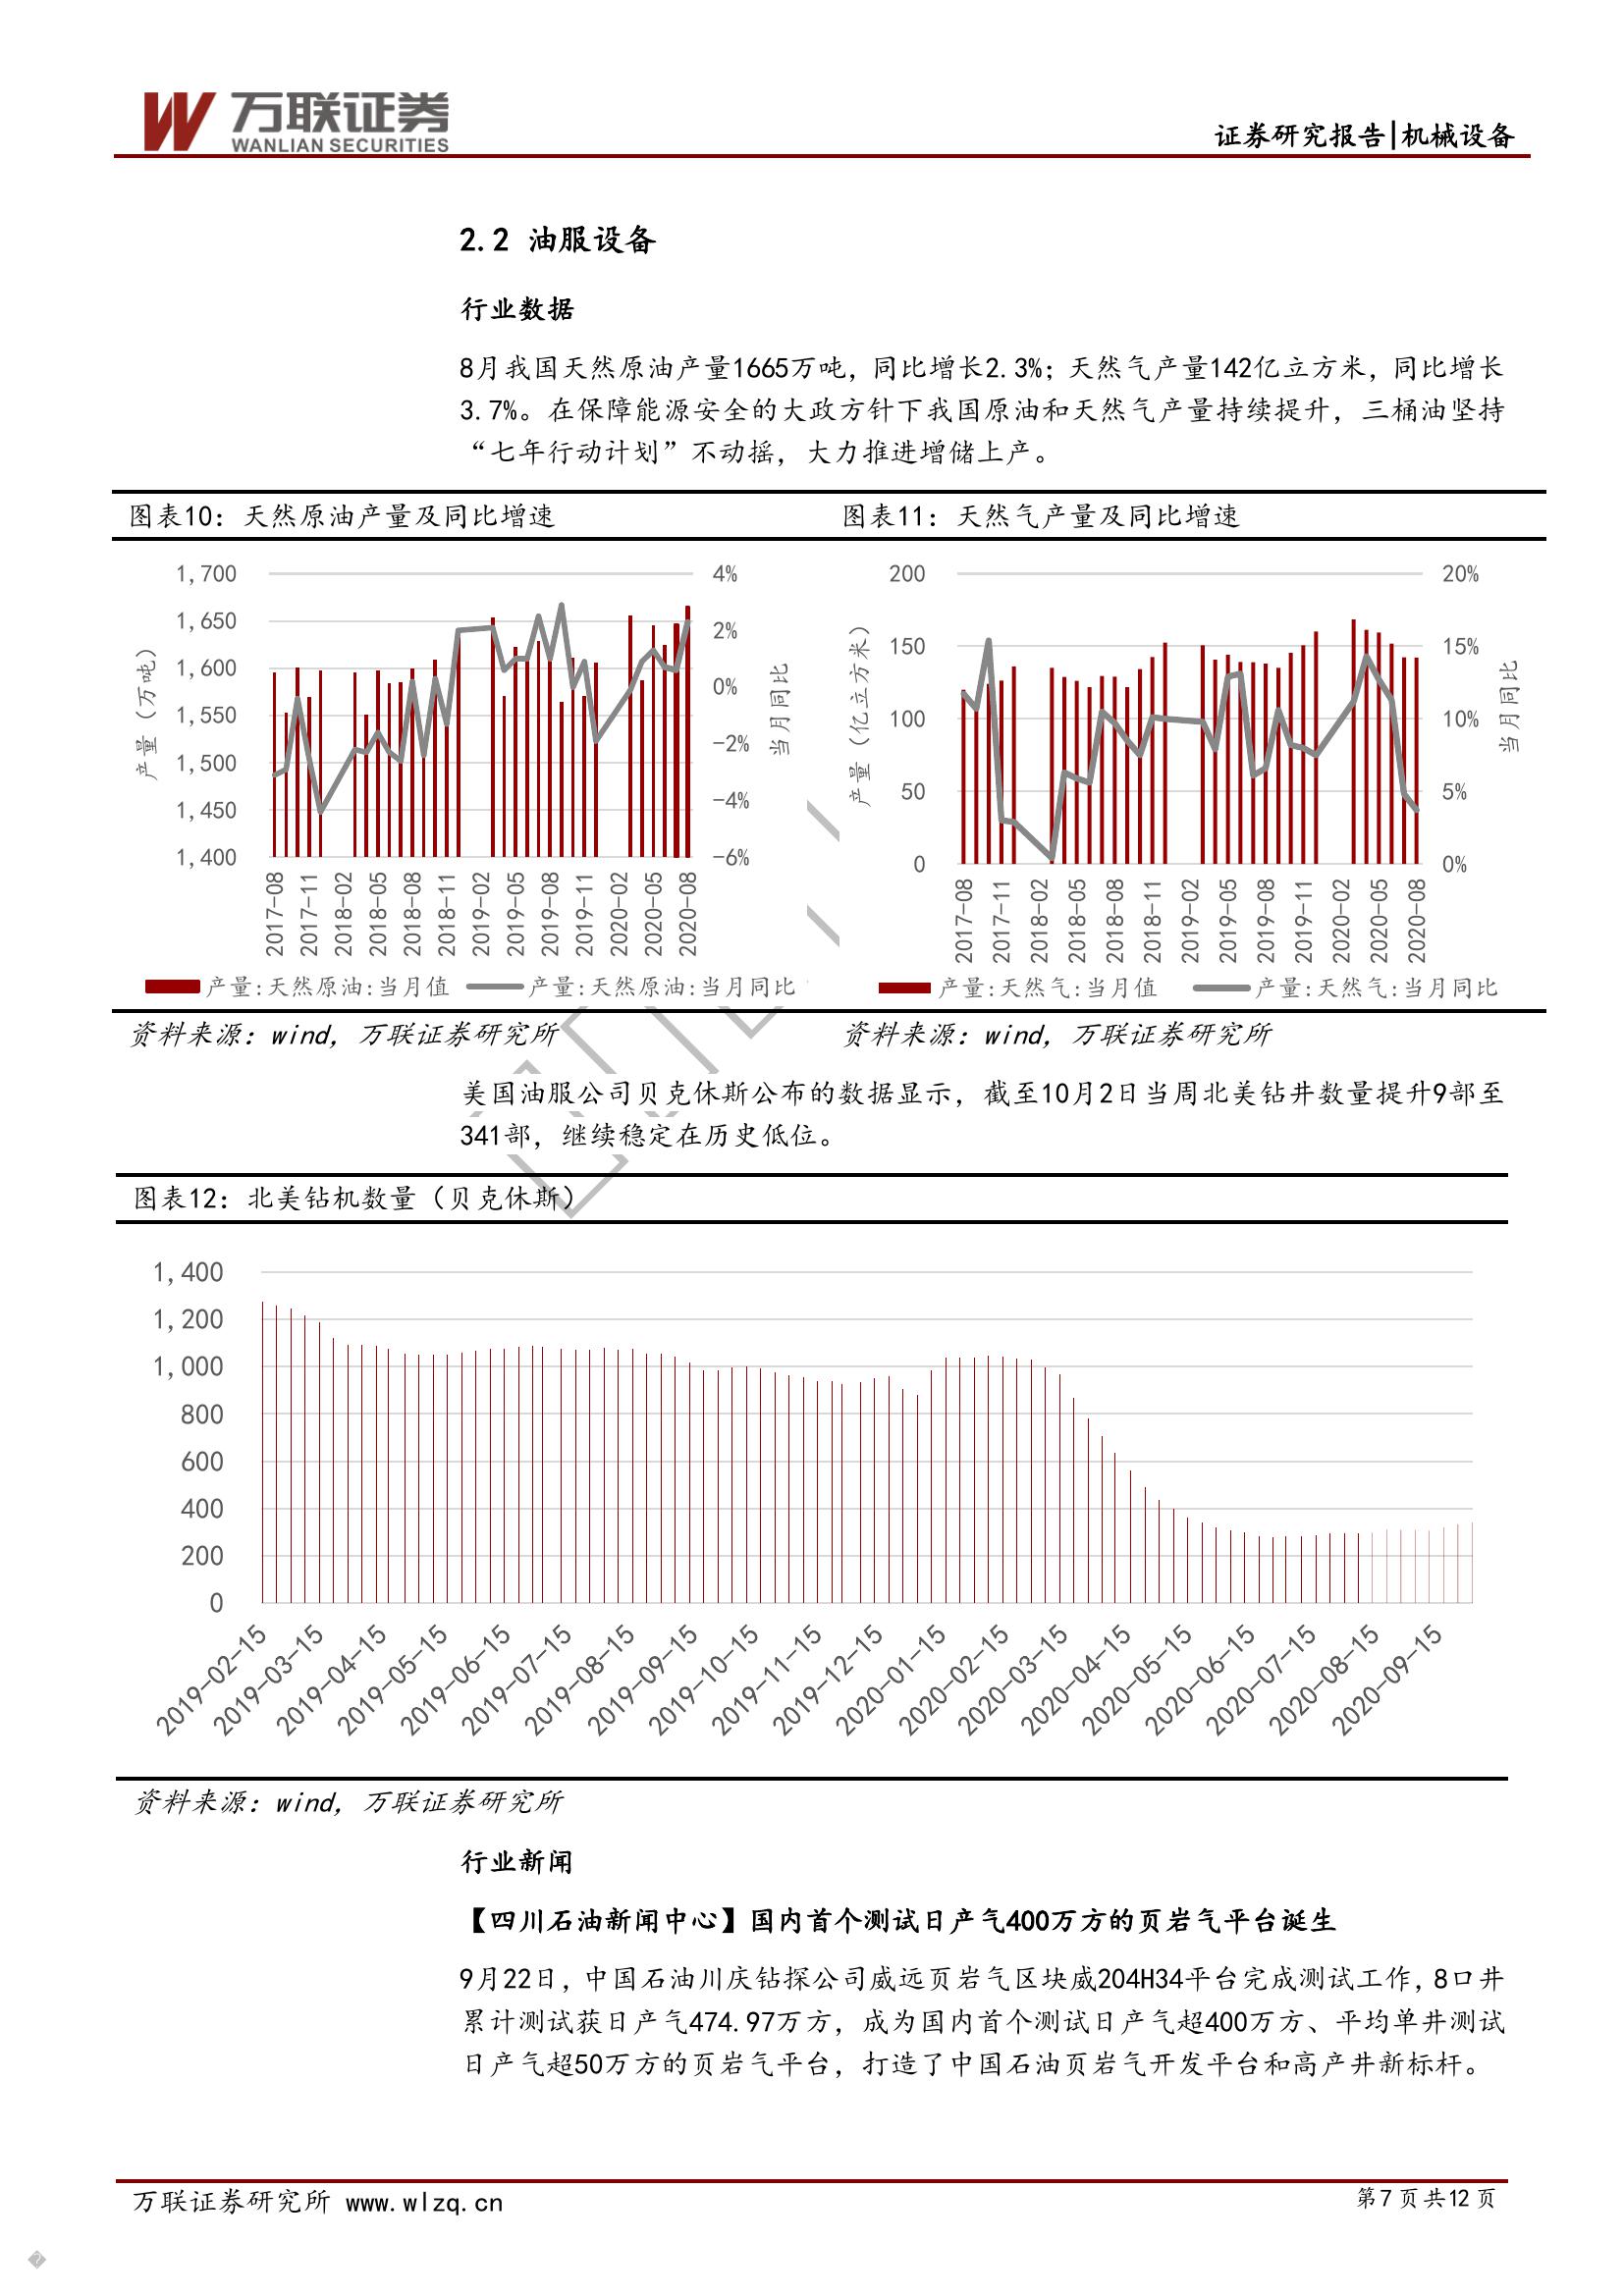 万联证券
WANLIAN SECURITIES
证券研究报告|机械设备
2.2 油服设备
行业数据
8月我国天然原油产量1665万吨，同比增长2.3%；天然气产量142亿立方米，同比增长
3.7%。在保障能源安全的大政方针下我国原油和天然气产量持续提升，三桶油坚持
“七年行动计划”不动摇，大力推进增储上产。
图表10：天然原油产量及同比增速
1,700
1,650
1,600
1,550
1,500
1,450
1,400
产量（万吨）
4%
2%
0%
-2%
-4%
-6%
当月同比
2017-08
2017-11
2018-02
2018-05
2018-08
2018-11
2019-02
2019-05
2019-08
2019-11
2020-02
2020-05
2020-08
产量:天然原油:当月值
产量:天然原油:当月同比
图表11：天然气产量及同比增速
200
150
100
50
0
产量（亿立方米）
20%
15%
10%
5%
0%
当月同比
2017-08
2017-11
2018-02
2018-05
2018-08
2018-11
2019-02
2019-05
2019-08
2019-11
2020-02
2020-05
2020-08
产量:天然气:当月值
产量:天然气:当月同比
资料来源：wind, 万联证券研究所
资料来源：wind, 万联证券研究所
美国油服公司贝克休斯公布的数据显示，截至10月2日当周北美钻井数量提升9部至
341部，继续稳定在历史低位。
图表12：北美钻机数量（贝克休斯）
1,400
1,200
1,000
800
600
400
200
0
2019-02-15
2019-03-15
2019-04-15
2019-05-15
2019-06-15
2019-07-15
2019-08-15
2019-09-15
2019-10-15
2019-11-15
2019-12-15
2020-01-15
2020-02-15
2020-03-15
2020-04-15
2020-05-15
2020-06-15
2020-07-15
2020-08-15
2020-09-15
资料来源：wind, 万联证券研究所
行业新闻
【四川石油新闻中心】国内首个测试日产气400万方的页岩气平台诞生
9月22日，中国石油川庆钻探公司威远页岩气区块威204H34平台完成测试工作，8口井
累计测试获日产气474.97万方，成为国内首个测试日产气超400万方、平均单井测试
日产气超50万方的页岩气平台，打造了中国石油页岩气开发平台和高产井新标杆。
万联证券研究所 www.wlzq.cn
第7页共12页